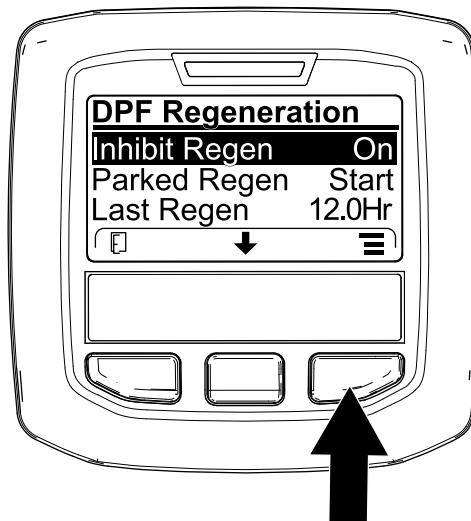 DPF Regeneration
Inhibit Regen On
Parked Regen Start
Last Regen 12.0Hr